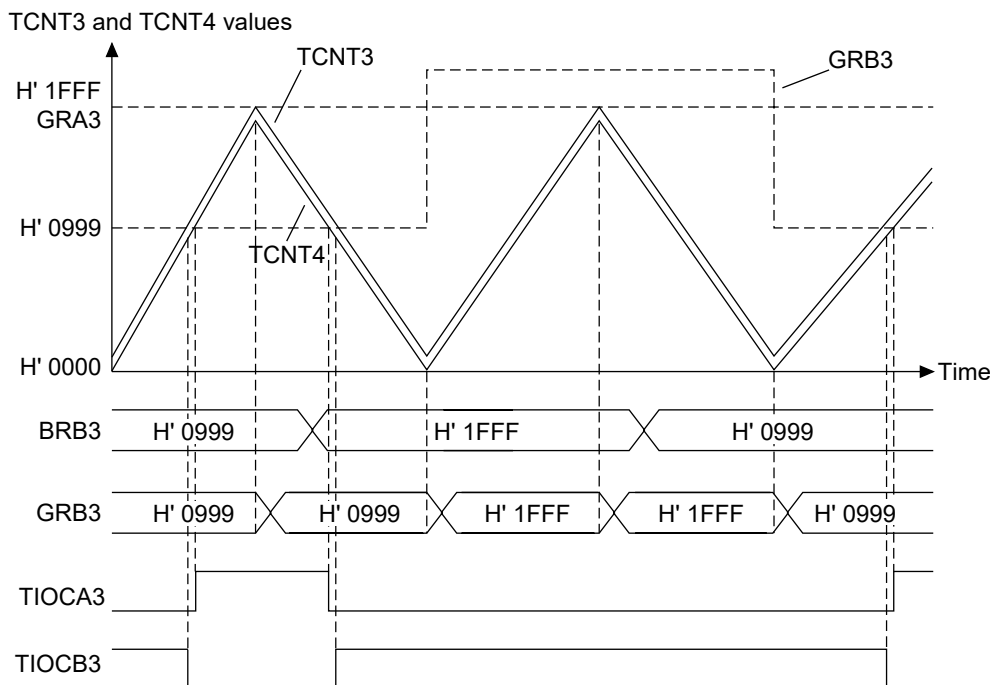 TCNT3 and TCNT4 values
TCNT3
GRB3
H' 1FFF
GRA3
H' 0999
TCNT4
H' 0000
Time
BRB3
H' 0999
H' 1FFF
H' 0999
GRB3
H' 0999
H' 0999
H' 1FFF
H' 1FFF
H' 0999
TIOCA3
TIOCB3